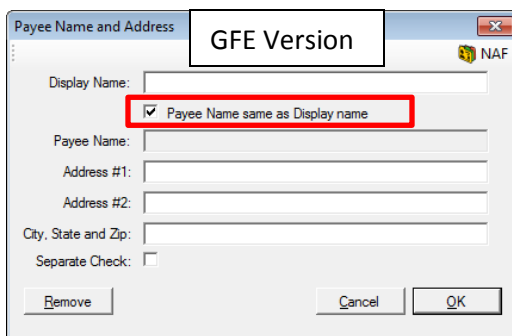 Payee Name and Address
GFE Version
NAF
Display Name:
Payee Name same as Display name
Payee Name:
Address #1:
Address #2:
City, State and Zip:
Separate Check:
Remove Cancel OK